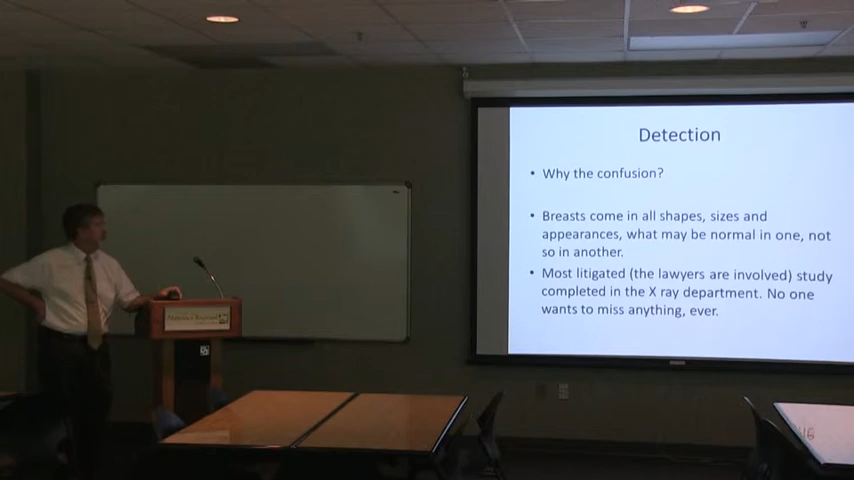 Detection
• Why the confusion?
• Breasts come in all shapes, sizes and
appearances, what may be normal in one, not
so in another.
• Most litigated (the lawyers are involved) study
completed in the X ray department. No one
wants to miss anything, ever.